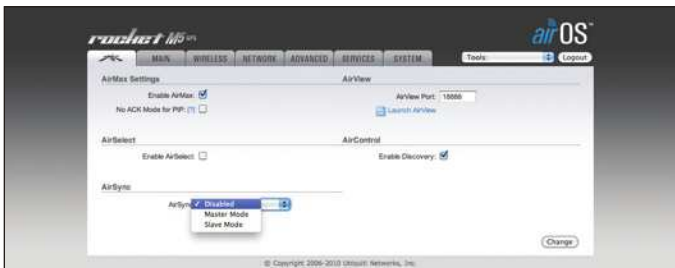 rocket M5 GPS
airOS™
MAIN WIRELESS NETWORK ADVANCED SERVICES SYSTEM Tools: Logout
AirMax Settings
Enable AirMax:
No ACK Mode for PtP: [?]
AirView
AirView Port: 18888
Launch AirView
AirSelect
Enable AirSelect:
AirControl
Enable Discovery:
AirSync
AirSync
✓ Disabled
Master Mode
Slave Mode
Change
© Copyright 2006-2010 Ubiquiti Networks, Inc.